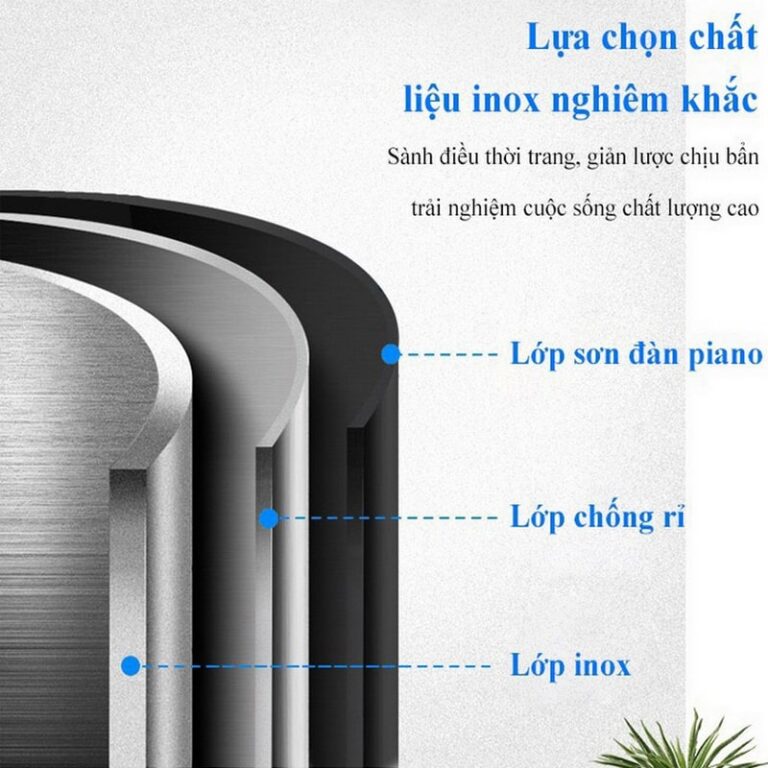 Lựa chọn chất
liệu inox nghiêm khắc
Sành điều thời trang, giản lược chịu bẩn
trải nghiệm cuộc sống chất lượng cao
Lớp sơn đàn piano
Lớp chống rỉ
Lớp inox